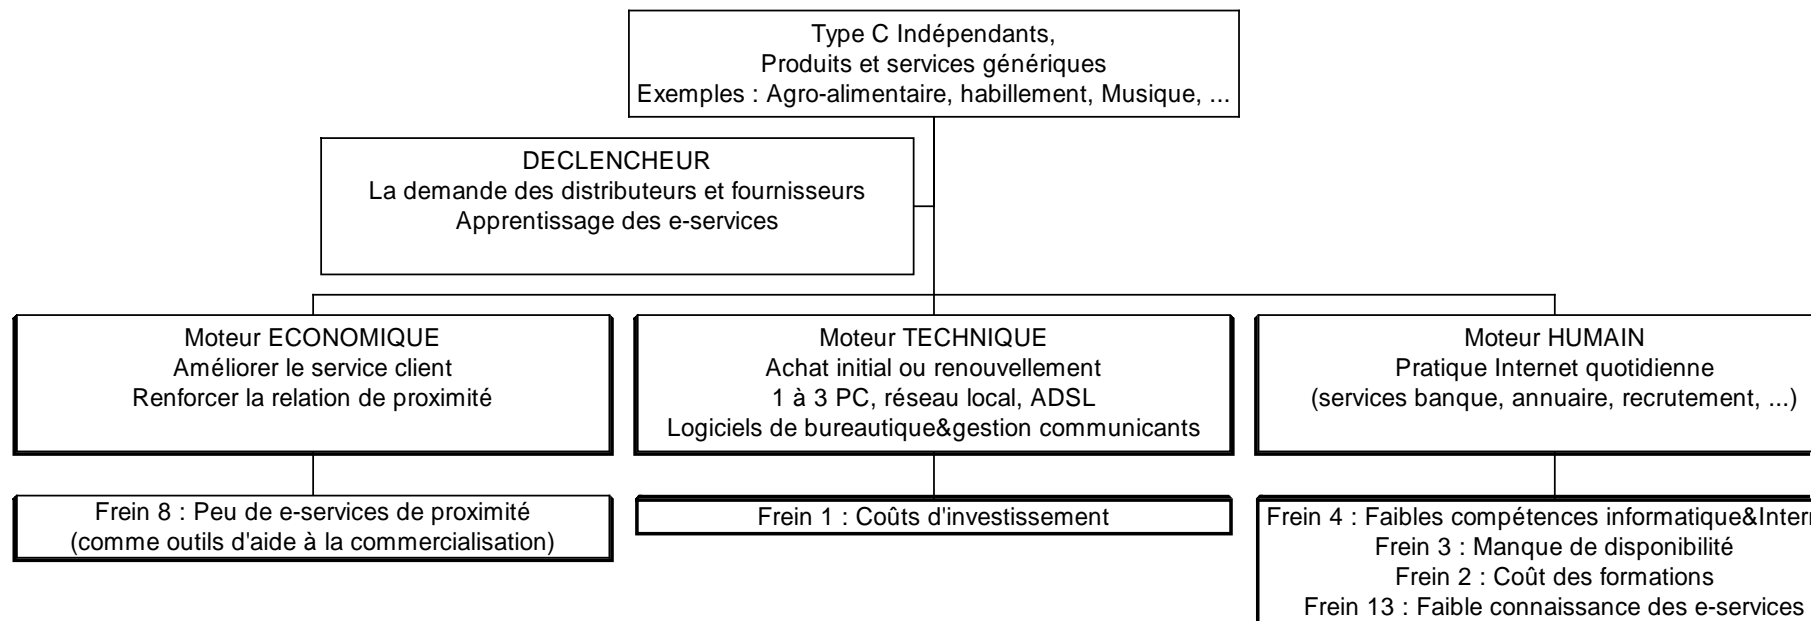 Type C Indépendants,
Produits et services génériques
Exemples : Agro-alimentaire, habillement, Musique, ...
DECLENCHEUR
La demande des distributeurs et fournisseurs
Apprentissage des e-services
Moteur ECONOMIQUE
Améliorer le service client
Renforcer la relation de proximité
Moteur TECHNIQUE
Achat initial ou renouvellement
1 à 3 PC, réseau local, ADSL
Logiciels de bureautique&gestion communicants
Moteur HUMAIN
Pratique Internet quotidienne
(services banque, annuaire, recrutement, ...)
Frein 8 : Peu de e-services de proximité
(comme outils d'aide à la commercialisation)
Frein 1 : Coûts d'investissement
Frein 4 : Faibles compétences informatique&Intern
Frein 3 : Manque de disponibilité
Frein 2 : Coût des formations
Frein 13 : Faible connaissance des e-services